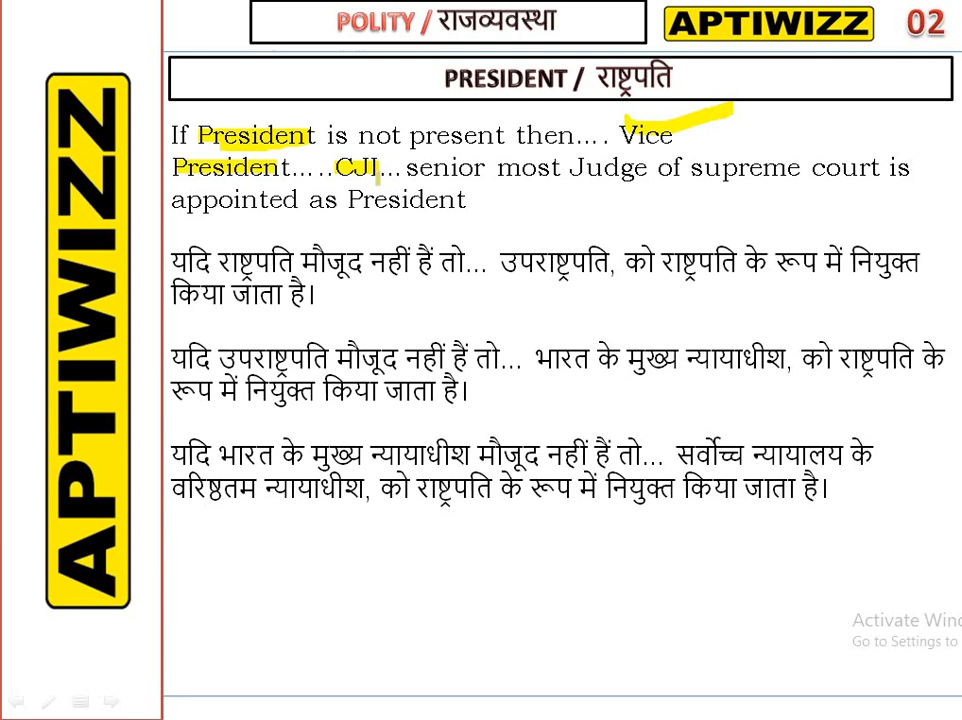 POLITY / राजव्यवस्था
APTIWIZZ
02
PRESIDENT / राष्ट्रपति
APTIWIZZ
If President is not present then.... Vice
President.....CJI...senior most Judge of supreme court is
appointed as President
यदि राष्ट्रपति मौजूद नहीं हैं तो... उपराष्ट्रपति, को राष्ट्रपति के रूप में नियुक्त
किया जाता है।
यदि उपराष्ट्रपति मौजूद नहीं हैं तो... भारत के मुख्य न्यायाधीश, को राष्ट्रपति के
रूप में नियुक्त किया जाता है।
यदि भारत के मुख्य न्यायाधीश मौजूद नहीं हैं तो... सर्वोच्च न्यायालय के
वरिष्ठतम न्यायाधीश, को राष्ट्रपति के रूप में नियुक्त किया जाता है।
Activate Wind
Go to Settings to